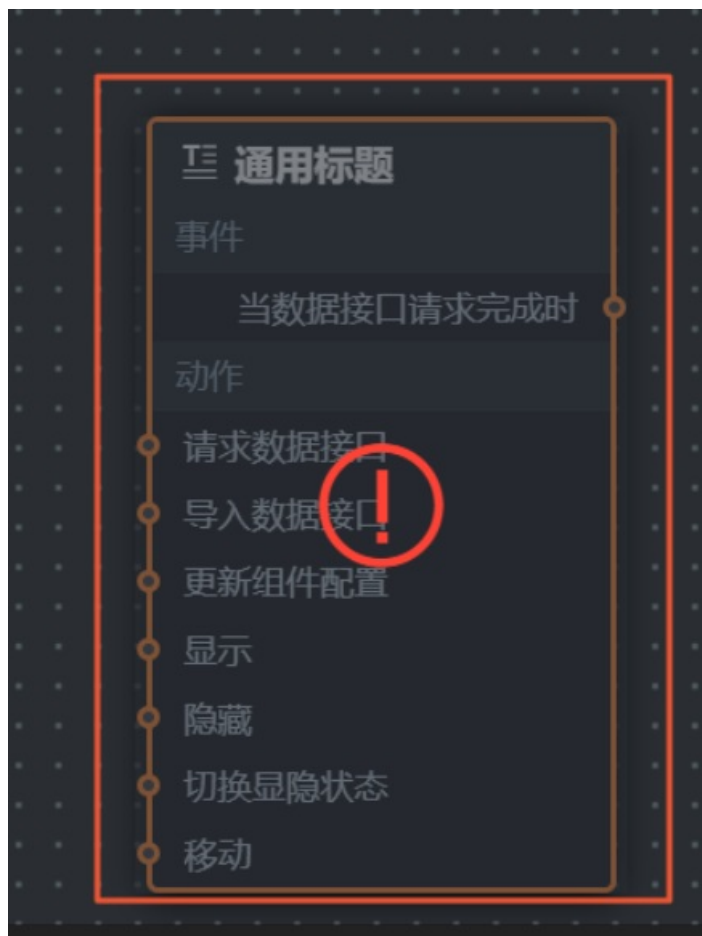 通用标题
事件
当数据接口请求完成时
动作
请求数据接口
导入数据接口
更新组件配置
显示
隐藏
切换显隐状态
移动